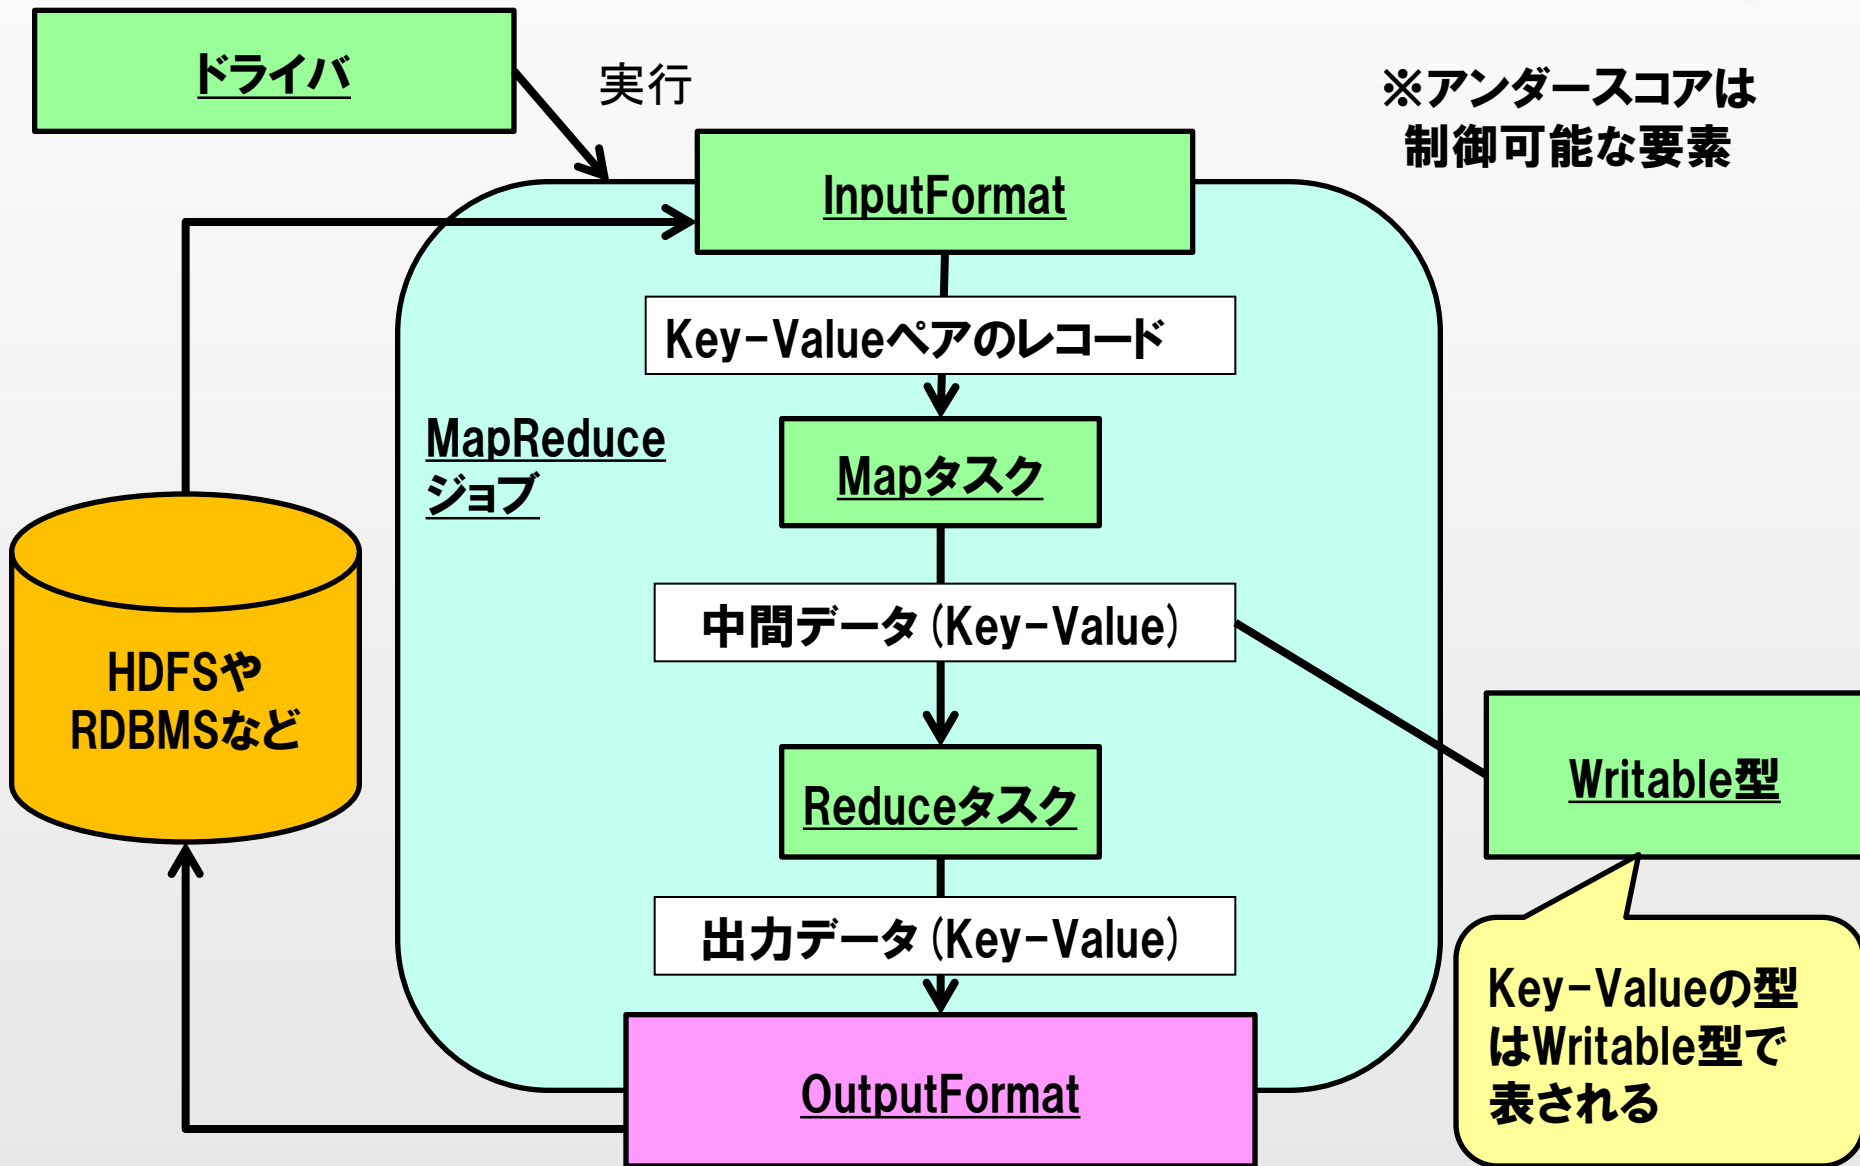 ドライバ
実行
※アンダースコアは
制御可能な要素
InputFormat
Key-Valueペアのレコード
MapReduce
ジョブ
Mapタスク
中間データ(Key-Value)
HDFSや
RDBMSなど
Writable型
Reduceタスク
出力データ(Key-Value)
Key-Valueの型
はWritable型で
表される
OutputFormat